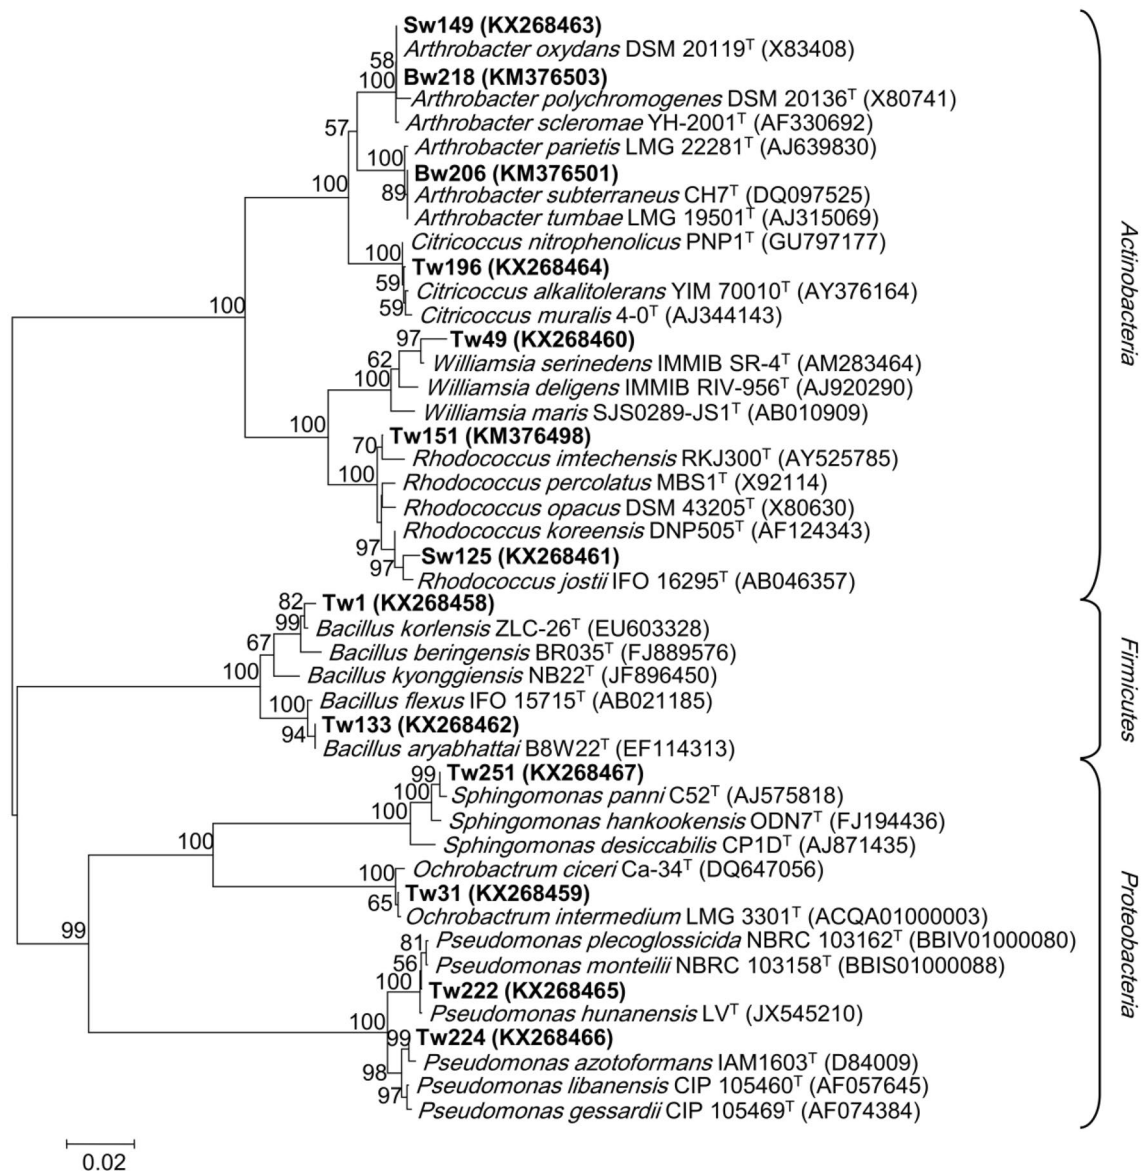 Sw149 (KX268463)
Arthrobacter oxydans DSM 20119T (X83408)
58
100
Bw218 (KM376503)
Arthrobacter polychromogenes DSM 20136T (X80741)
Arthrobacter scleromae YH-2001T (AF330692)
57
Arthrobacter parietis LMG 22281T (AJ639830)
100
Bw206 (KM376501)
89
Arthrobacter subterraneus CH7T (DQ097525)
Arthrobacter tumbae LMG 19501T (AJ315069)
100
Citricoccus nitrophenolicus PNP1T (GU797177)
100
Tw196 (KX268464)
59
Citricoccus alkalitolerans YIM 70010T (AY376164)
59
Citricoccus muralis 4-0T (AJ344143)
100
97
Tw49 (KX268460)
62
Williamsia serinedens IMMIB SR-4T (AM283464)
100
Williamsia deligens IMMIB RIV-956T (AJ920290)
Williamsia maris SJS0289-JS1T (AB010909)
100
Tw151 (KM376498)
70
Rhodococcus imtechensis RKJ300T (AY525785)
100
Rhodococcus percolatus MBS1T (X92114)
Rhodococcus opacus DSM 43205T (X80630)
Rhodococcus koreensis DNP505T (AF124343)
97
Sw125 (KX268461)
97
Rhodococcus jostii IFO 16295T (AB046357)
Actinobacteria
82
Tw1 (KX268458)
99
Bacillus korlensis ZLC-26T (EU603328)
67
Bacillus beringensis BR035T (FJ889576)
100
Bacillus kyonggiensis NB22T (JF896450)
Bacillus flexus IFO 15715T (AB021185)
100
Tw133 (KX268462)
94
Bacillus aryabhattai B8W22T (EF114313)
Firmicutes
99
Tw251 (KX268467)
100
Sphingomonas panni C52T (AJ575818)
100
Sphingomonas hankookensis ODN7T (FJ194436)
100
Sphingomonas desiccabilis CP1DT (AJ871435)
100
Ochrobactrum ciceri Ca-34T (DQ647056)
Tw31 (KX268459)
65
Ochrobactrum intermedium LMG 3301T (ACQA01000003)
99
81
Pseudomonas plecoglossicida NBRC 103162T (BBIV01000080)
56
Pseudomonas monteilii NBRC 103158T (BBIS01000088)
100
Tw222 (KX268465)
Pseudomonas hunanensis LVT (JX545210)
100
99
Tw224 (KX268466)
Pseudomonas azotoformans IAM1603T (D84009)
98
Pseudomonas libanensis CIP 105460T (AF057645)
97
Pseudomonas gessardii CIP 105469T (AF074384)
Proteobacteria
0.02